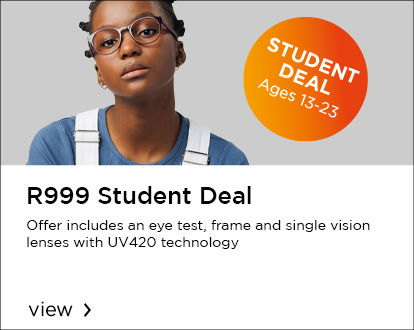 STUDENT
DEAL
Ages 13-23
R999 Student Deal
Offer includes an eye test, frame and single vision
lenses with UV420 technology
view